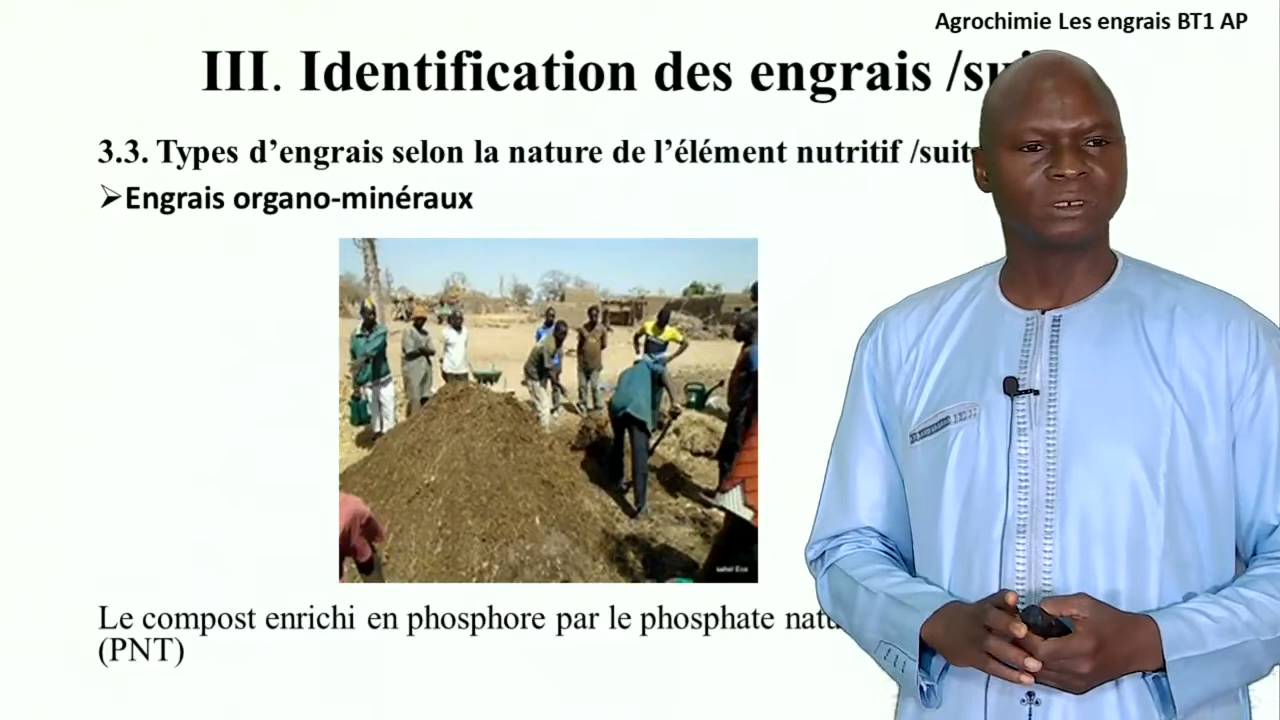 Agrochimie Les engrais BT1 AP
III. Identification des engrais
3.3. Types d’engrais selon la nature de l’élément nutritif
➢Engrais organo-minéraux
Le compost enrichi en phosphore par le phosphate
(PNT)